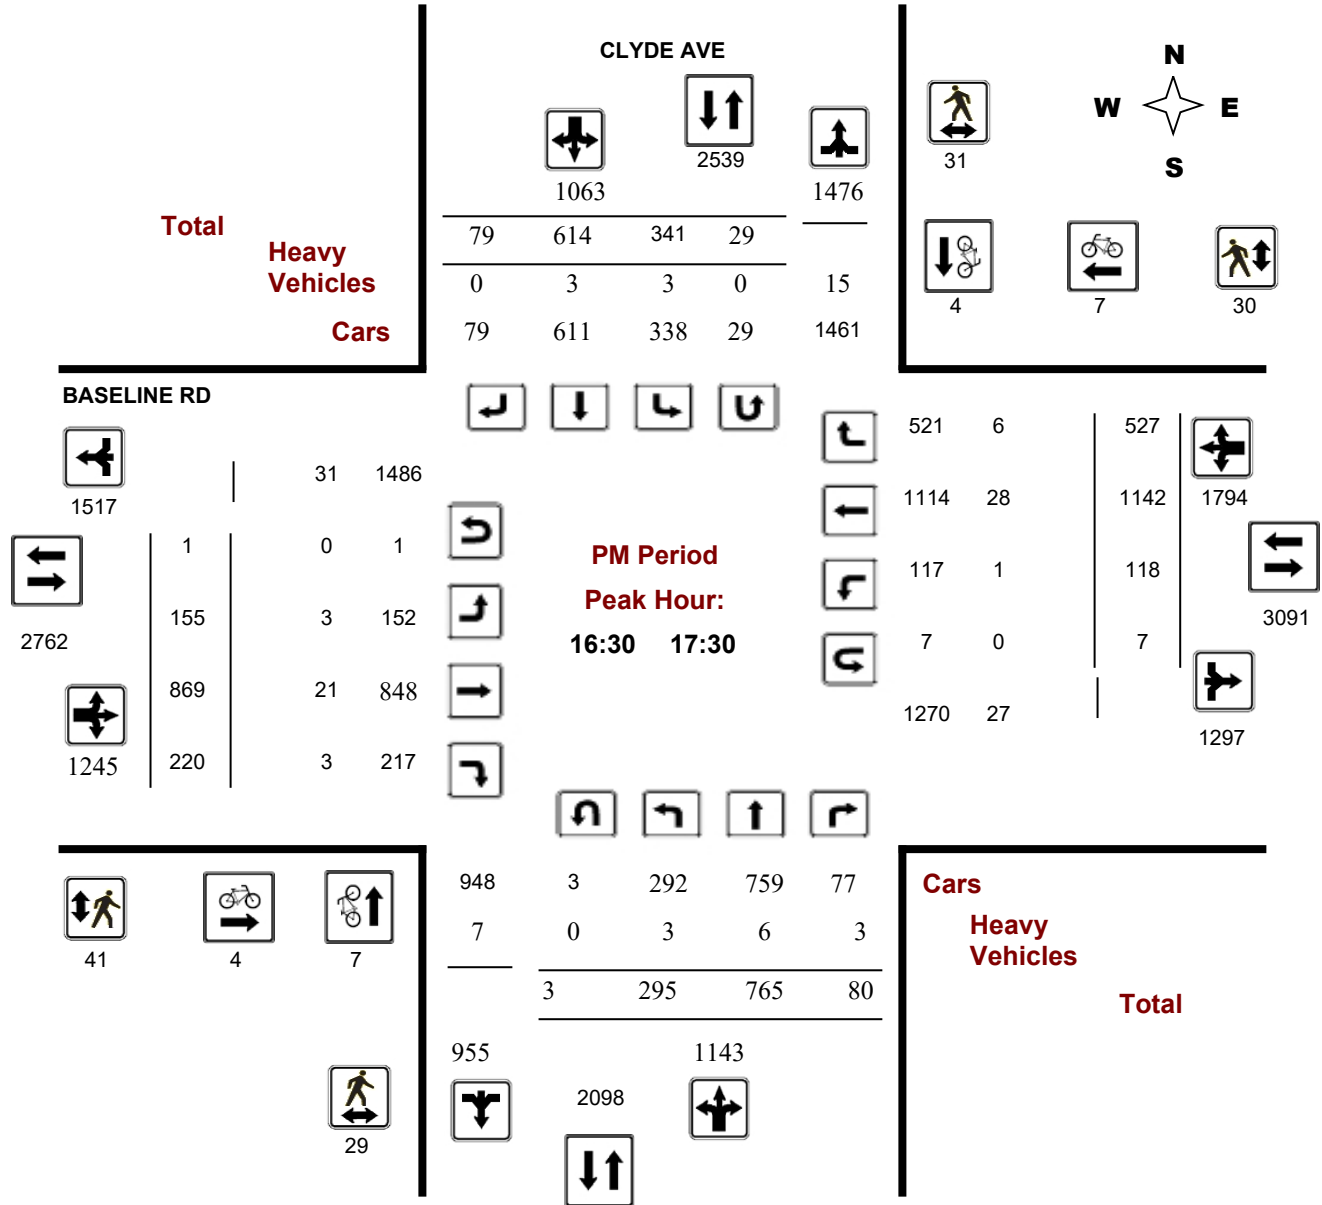 CLYDE AVE
N
W E
S
2539
31
1063
1476
Total
79 614 341 29
Heavy
Vehicles
0 3 3 0 15
4 7 30
Cars
79 611 338 29 1461
BASELINE RD
521 6 527
31 1486
1517
1114 28 1142 1794
1 0 1
PM Period
117 1 118
Peak Hour:
155 3 152
3091
2762
16:30 17:30
7 0 7
869 21 848
1270 27
1297
1245 220 3 217
948 3 292 759 77
Cars
7 0 3 6 3
Heavy
Vehicles
41 4 7
3 295 765 80
Total
955 1143
2098
29